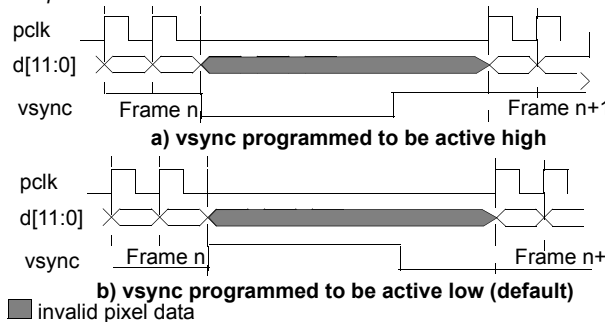 pclk
d[11:0]
vsync Frame n Frame n+1
a) vsync programmed to be active high
pclk
d[11:0]
vsync Frame n Frame n+
b) vsync programmed to be active low (default)
invalid pixel data